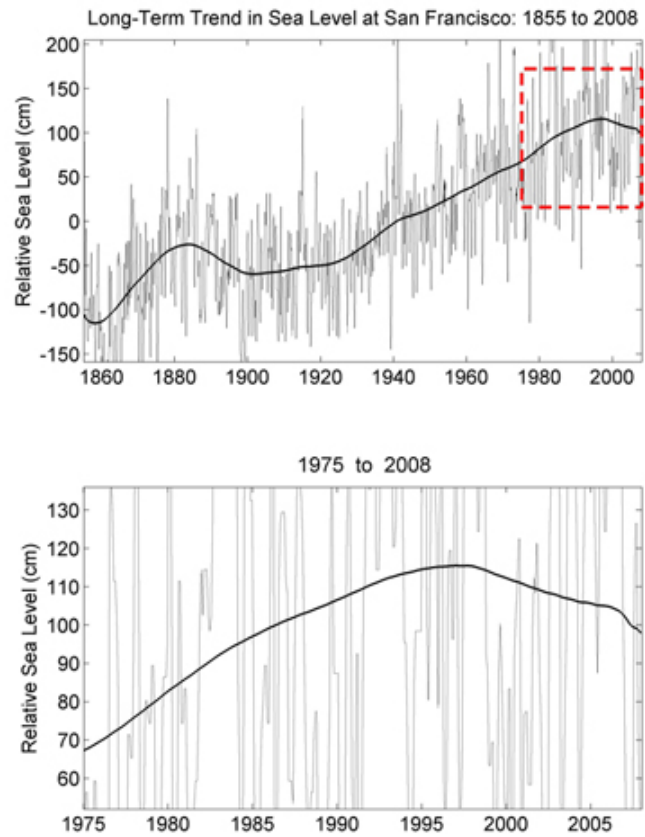 Long-Term Trend in Sea Level at San Francisco: 1855 to 2008
200
150
100
50
0
-50
-100
-150
Relative Sea Level (cm)
1860 1880 1900 1920 1940 1960 1980 2000
1975 to 2008
130
120
110
100
90
80
70
60
Relative Sea Level (cm)
1975 1980 1985 1990 1995 2000 2005